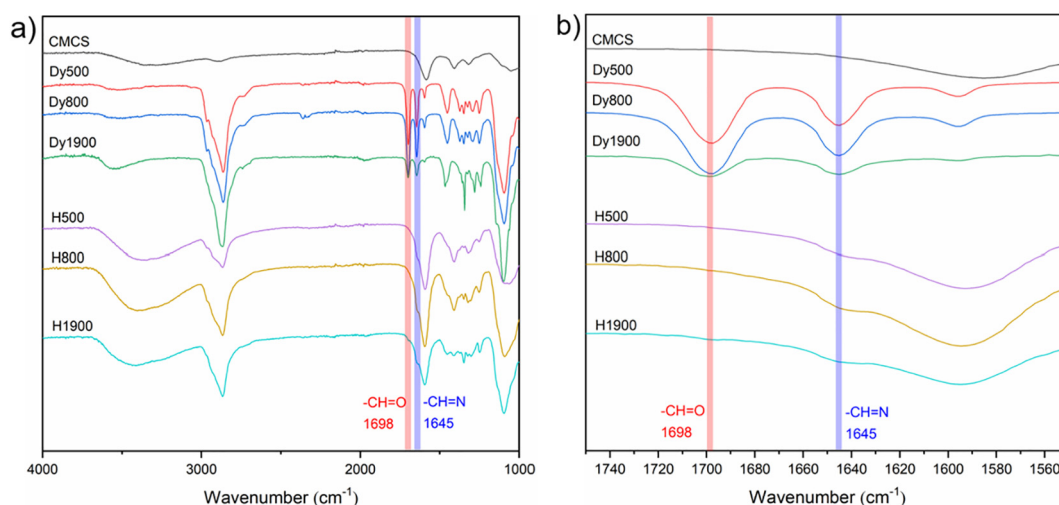 a)
CMCS
Dy500
Dy800
Dy1900
H500
H800
H1900
-CH=O
1698
-CH=N
1645
4000
3000
2000
1000
Wavenumber (cm⁻¹)
b)
CMCS
Dy500
Dy800
Dy1900
H500
H800
H1900
-CH=O
1698
-CH=N
1645
1740
1720
1700
1680
1660
1640
1620
1600
1580
1560
Wavenumber (cm⁻¹)